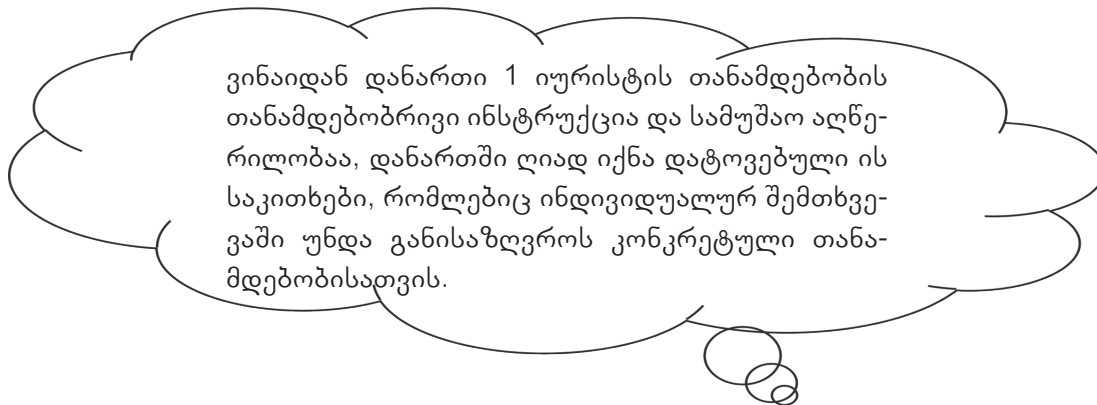 ვინაიდან დანართი 1 იურისტის თანამდებობის
თანამდებობრივი ინსტრუქცია და სამუშაო აღწე-
რილობაა, დანართში ღიად იქნა დატოვებული ის
საკითხები, რომლებიც ინდივიდუალურ შემთხვე-
ვაში უნდა განისაზღვროს კონკრეტული თანა-
მდებობისათვის.